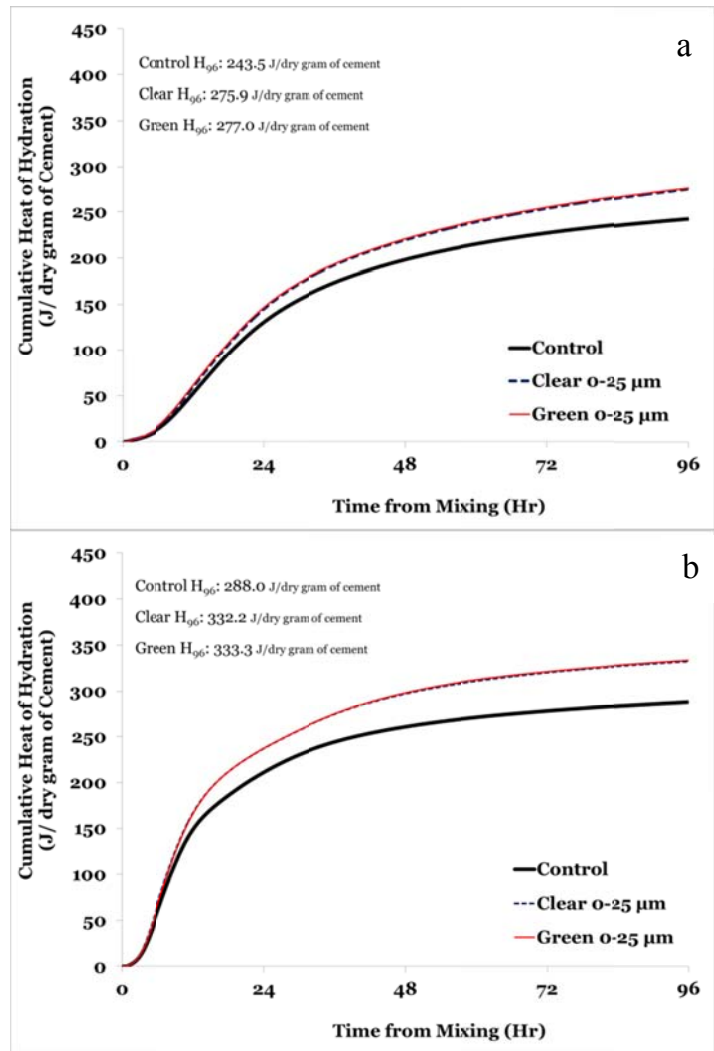 a
450
400
350
300
250
200
150
100
50
0
Cumulative Heat of Hydration
(J/ dry gram of Cement)
Control H₉₆: 243.5 J/dry gram of cement
Clear H₉₆: 275.9 J/dry gram of cement
Green H₉₆: 277.0 J/dry gram of cement
Control
Clear 0-25 µm
Green 0-25 µm
0 24 48 72 96
Time from Mixing (Hr)
b
450
400
350
300
250
200
150
100
50
0
Cumulative Heat of Hydration
(J/ dry gram of Cement)
Control H₉₆: 288.0 J/dry gram of cement
Clear H₉₆: 332.2 J/dry gram of cement
Green H₉₆: 333.3 J/dry gram of cement
Control
Clear 0-25 µm
Green 0-25 µm
0 24 48 72 96
Time from Mixing (Hr)